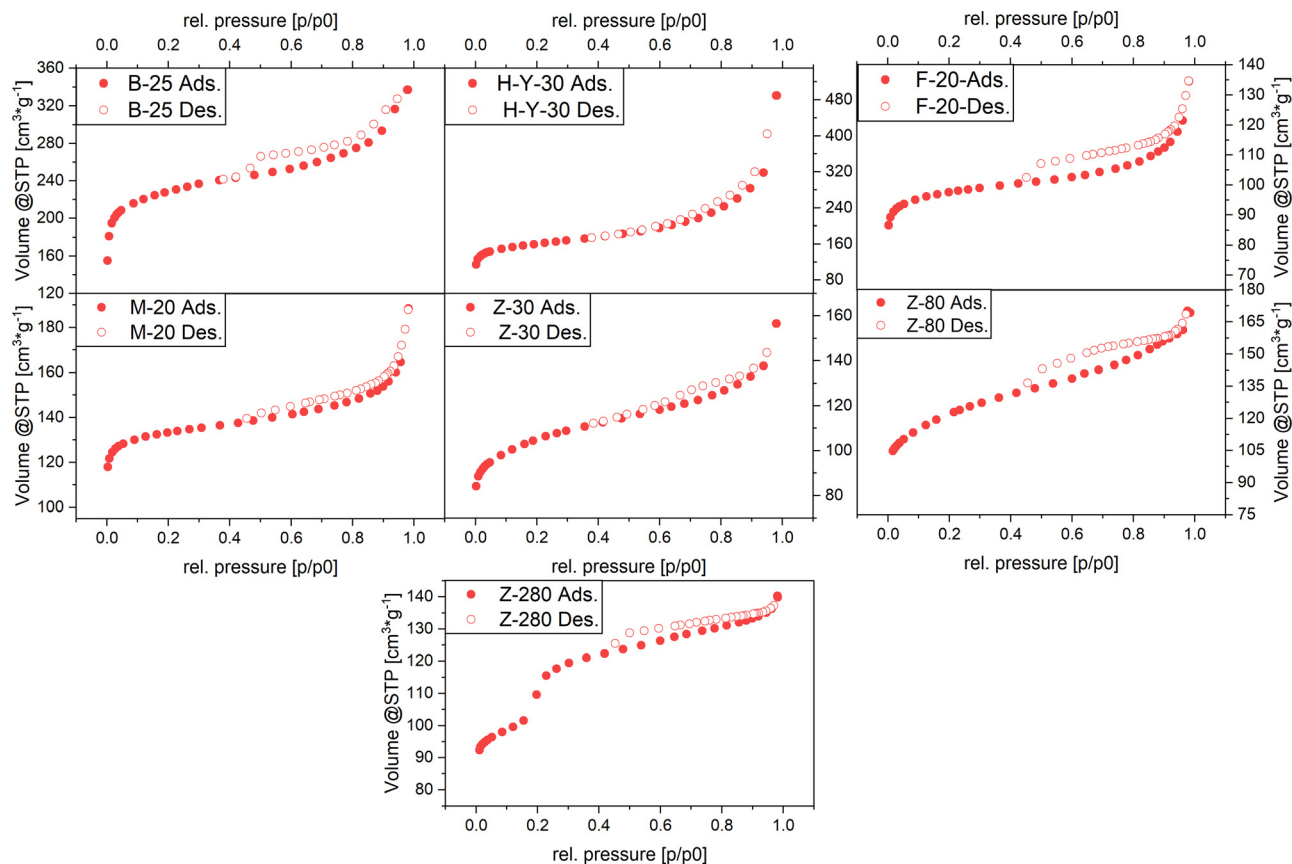 rel. pressure [p/p0]
rel. pressure [p/p0]
rel. pressure [p/p0]
0.0 0.2 0.4 0.6 0.8 1.0
0.0 0.2 0.4 0.6 0.8 1.0
0.0 0.2 0.4 0.6 0.8 1.0
Volume @STP [cm³*g⁻¹]
360
320
280
240
200
160
120
B-25 Ads.
B-25 Des.
H-Y-30 Ads.
H-Y-30 Des.
480
400
320
240
160
80
F-20-Ads.
F-20-Des.
140
135
130
120
110
100
90
80
75
70
65
Volume @STP [cm³*g⁻¹]
Volume @STP [cm³*g⁻¹]
180
160
140
120
100
M-20 Ads.
M-20 Des.
Z-30 Ads.
Z-30 Des.
160
140
120
100
80
Z-80 Ads.
Z-80 Des.
180
165
150
135
120
105
90
75
Volume @STP [cm³*g⁻¹]
0.0 0.2 0.4 0.6 0.8 1.0
0.0 0.2 0.4 0.6 0.8 1.0
0.0 0.2 0.4 0.6 0.8 1.0
rel. pressure [p/p0]
rel. pressure [p/p0]
rel. pressure [p/p0]
Volume @STP [cm³*g⁻¹]
140
130
120
110
100
90
80
Z-280 Ads.
Z-280 Des.
0.0 0.2 0.4 0.6 0.8 1.0
rel. pressure [p/p0]